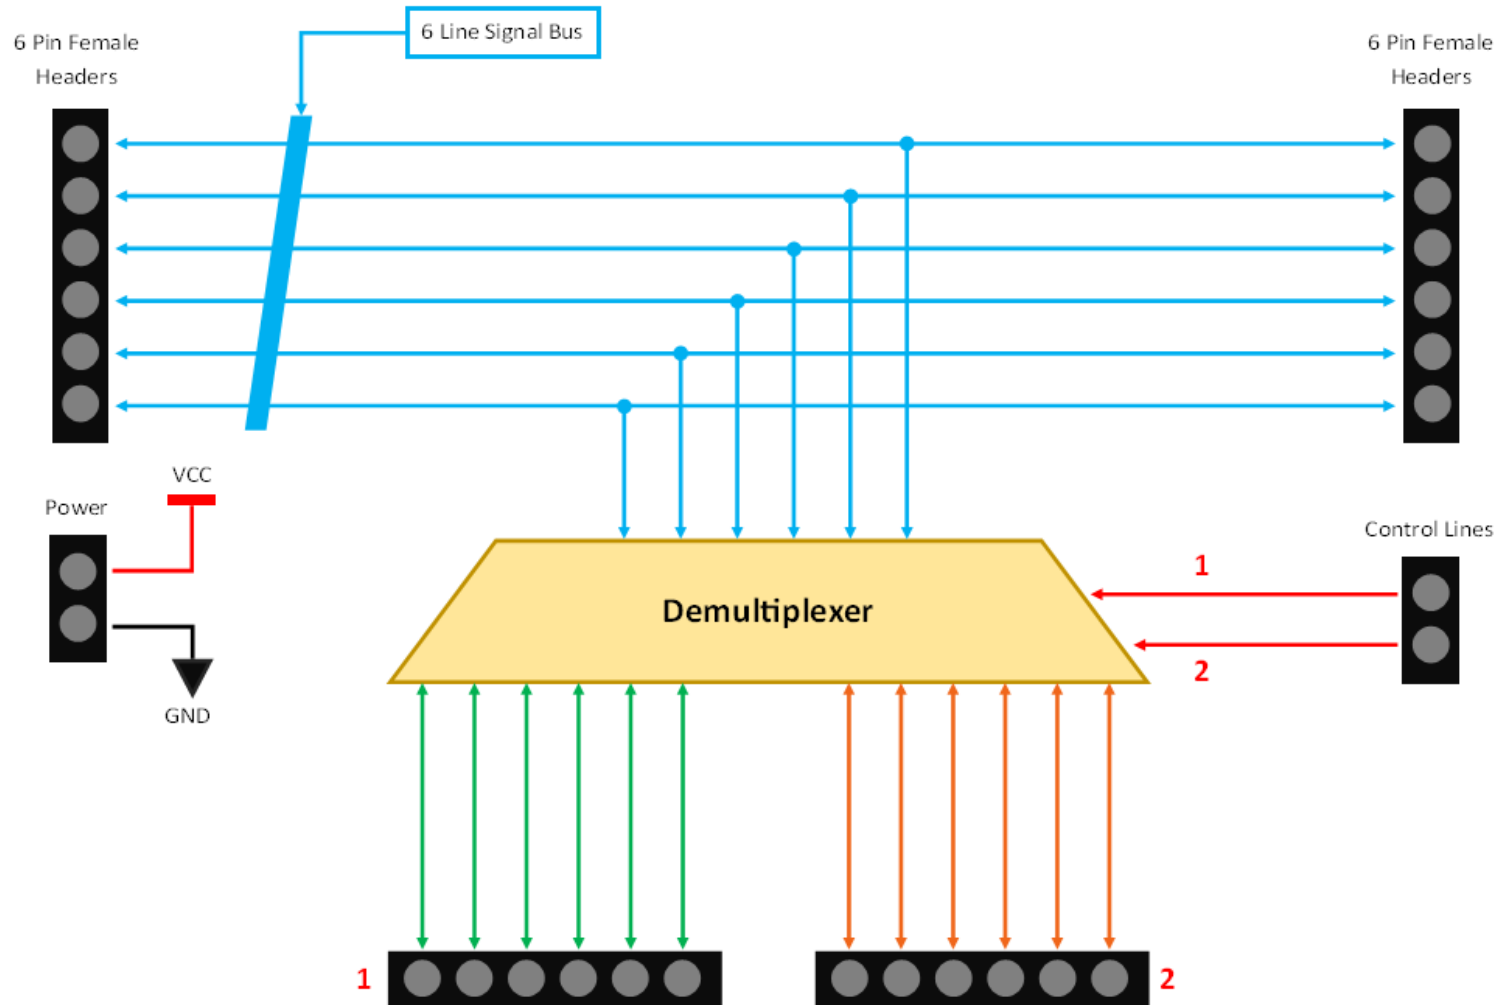 6 Line Signal Bus
6 Pin Female
Headers
6 Pin Female
Headers
VCC
Power
GND
Control Lines
1
2
Demultiplexer
1
2